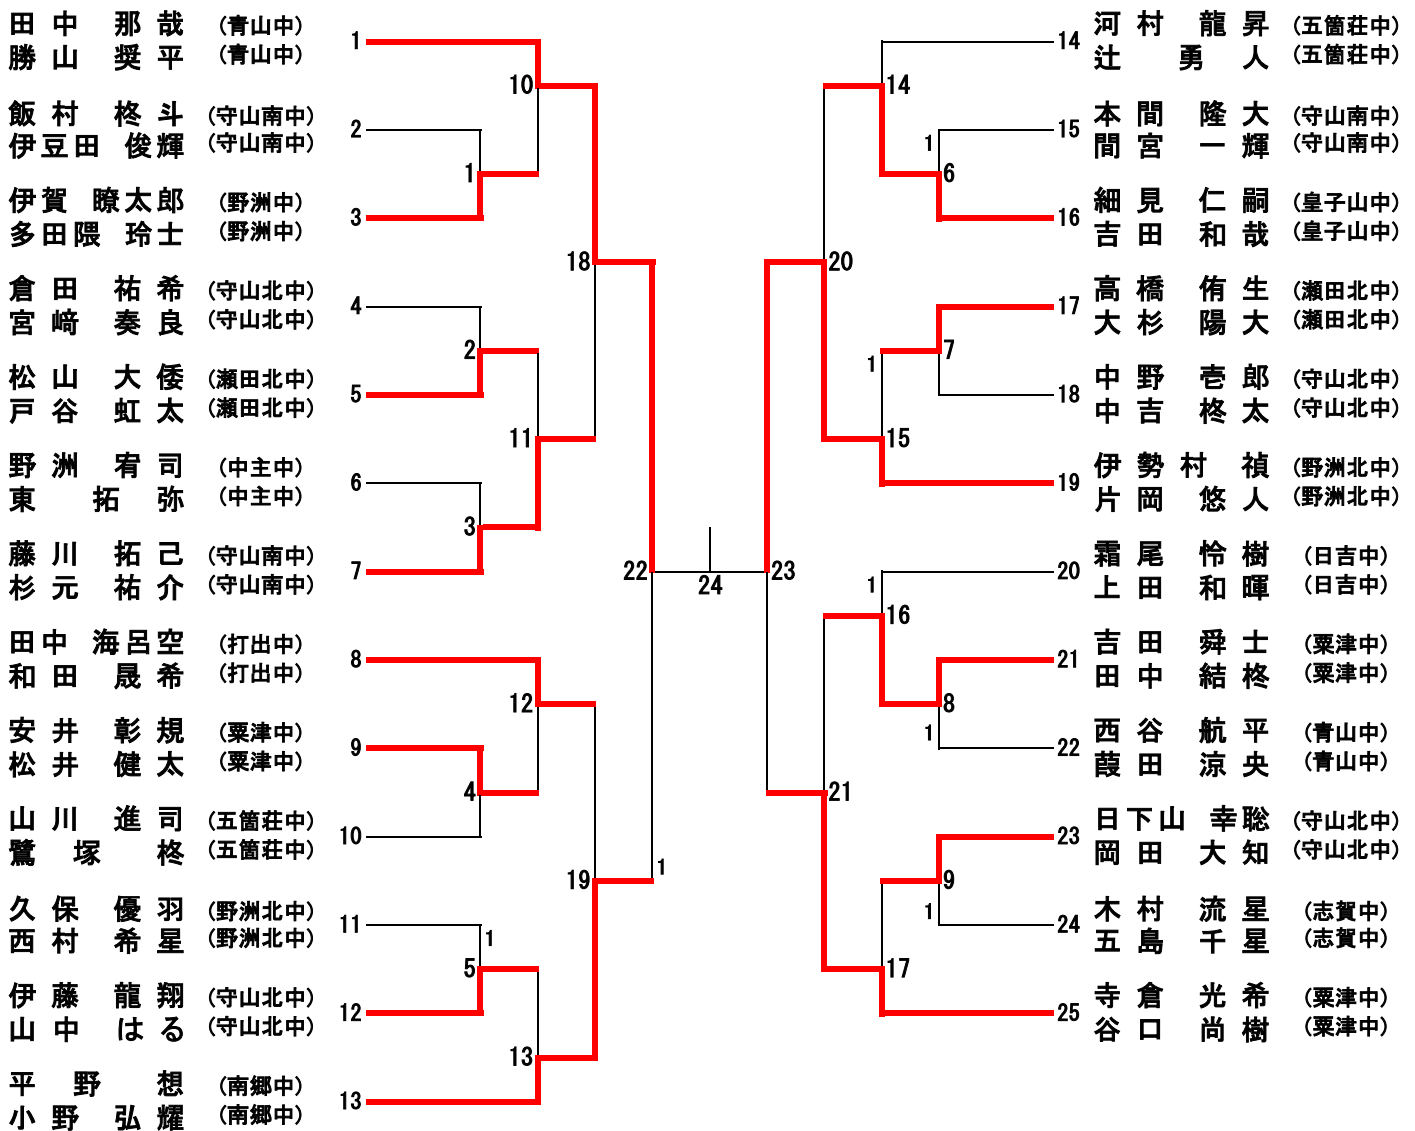 田中 那哉 (青山中)
勝山 奨平 (青山中)
1
飯村 柊斗 (守山南中)
伊豆田 俊輝 (守山南中)
2
伊賀 瞭太郎 (野洲中)
多田隈 玲士 (野洲中)
3
倉田 祐希 (守山北中)
宮﨑 奏良 (守山北中)
4
松山 大倭 (瀬田北中)
戸谷 虹太 (瀬田北中)
5
野洲 宥司 (中主中)
東 拓弥 (中主中)
6
藤川 拓己 (守山南中)
杉元 祐介 (守山南中)
7
田中 海呂空 (打出中)
和田 晟希 (打出中)
8
安井 彰規 (粟津中)
松井 健太 (粟津中)
9
山川 進司 (五箇荘中)
鷺塚 柊 (五箇荘中)
10
久保 優羽 (野洲北中)
西村 希星 (野洲北中)
11
伊藤 龍翔 (守山北中)
山中 はる (守山北中)
12
平野 想 (南郷中)
小野 弘耀 (南郷中)
13
10
1
18
2
11
3
22
12
4
19
1
1
5
13
24
14
1
6
20
1
7
15
23
1
16
8
1
21
9
1
17
14
河村 龍昇 (五箇荘中)
辻 勇人 (五箇荘中)
15
本間 隆大 (守山南中)
間宮 一輝 (守山南中)
16
細見 仁嗣 (皇子山中)
吉田 和哉 (皇子山中)
17
高橋 侑生 (瀬田北中)
大杉 陽大 (瀬田北中)
18
中野 壱郎 (守山北中)
中吉 柊太 (守山北中)
19
伊勢村 禎 (野洲北中)
片岡 悠人 (野洲北中)
20
霜尾 怜樹 (日吉中)
上田 和暉 (日吉中)
21
吉田 舜士 (粟津中)
田中 結柊 (粟津中)
22
西谷 航平 (青山中)
葭田 涼央 (青山中)
23
日下山 幸聡 (守山北中)
岡田 大知 (守山北中)
24
木村 流星 (志賀中)
五島 千星 (志賀中)
25
寺倉 光希 (粟津中)
谷口 尚樹 (粟津中)